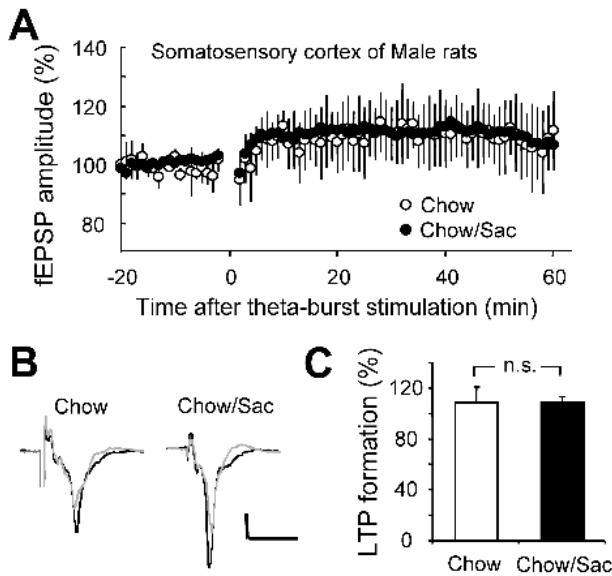 A
Somatosensory cortex of Male rats
fEPSP amplitude (%)
140
120
100
80
Chow
Chow/Sac
-20 0 20 40 60
Time after theta-burst stimulation (min)
B
Chow Chow/Sac
C
n.s.
LTP formation (%)
120
80
40
0
Chow Chow/Sac